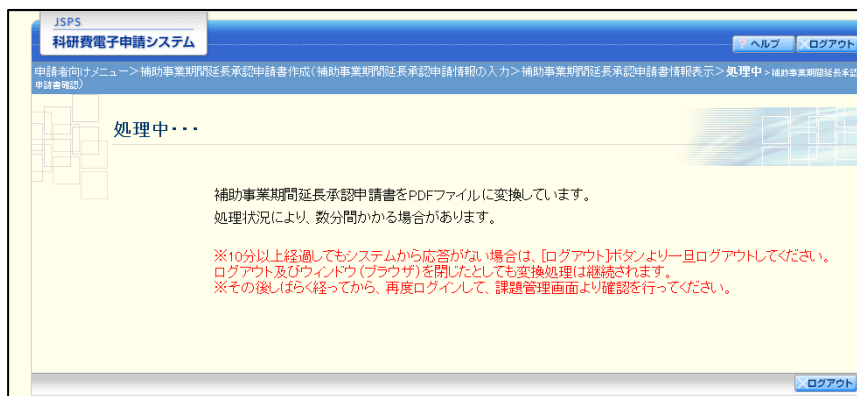 JSPS
科研費電子申請システム
? ヘルプ
ログアウト
申請者向けメニュー＞補助事業期間延長承認申請書作成（補助事業期間延長承認申請情報の入力＞補助事業期間延長承認申請書情報表示＞処理中＞補助事業期間延長承認
申請書確認）
処理中・・・
補助事業期間延長承認申請書をPDFファイルに変換しています。
処理状況により、数分間かかる場合があります。
※10分以上経過してもシステムから応答がない場合は、[ログアウト]ボタンより一旦ログアウトしてください。
ログアウト及びウィンドウ（ブラウザ）を閉じたとしても変換処理は継続されます。
※その後しばらく経ってから、再度ログインして、課題管理画面より確認を行ってください。
ログアウト